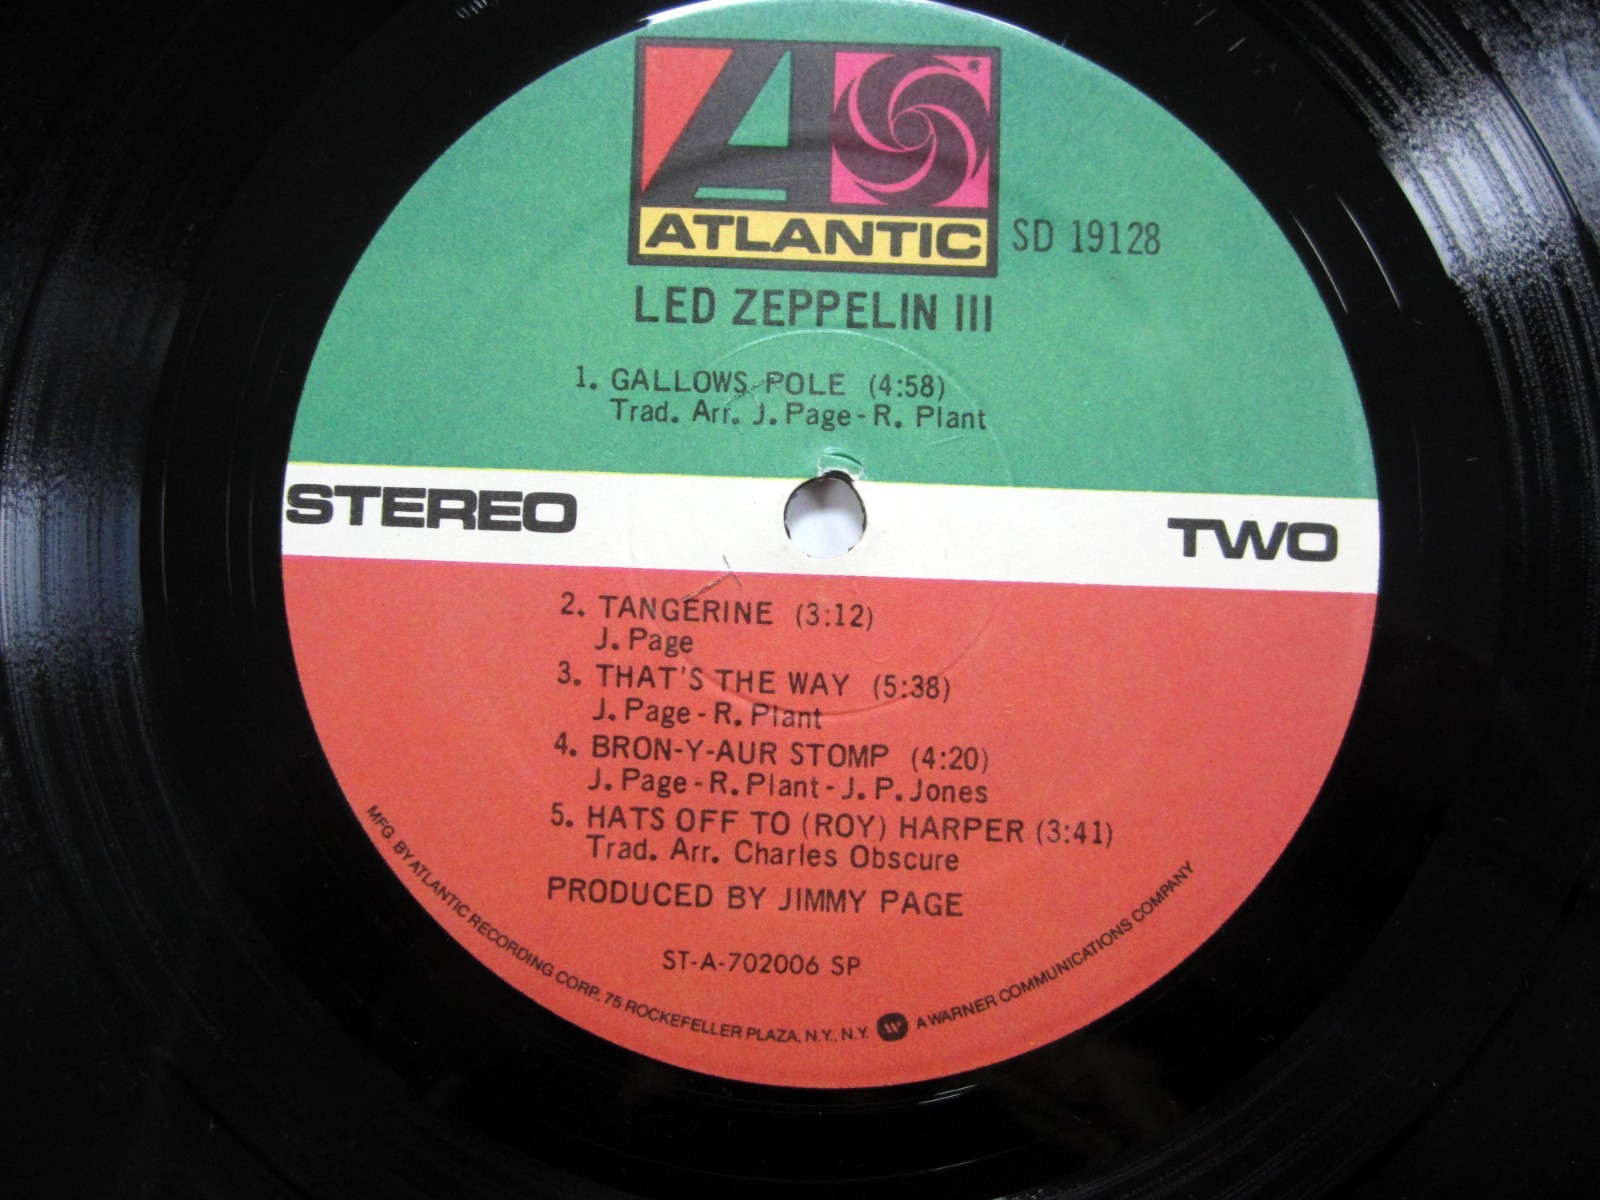 ATLANTIC
®
SD 19128
LED ZEPPELIN III
1. GALLOWS POLE (4:58)
Trad. Arr. J. Page - R. Plant
STEREO
TWO
2. TANGERINE (3:12)
J. Page
3. THAT'S THE WAY (5:38)
J. Page - R. Plant
4. BRON-Y-AUR STOMP (4:20)
J. Page - R. Plant - J. P. Jones
5. HATS OFF TO (ROY) HARPER (3:41)
Trad. Arr. Charles Obscure
PRODUCED BY JIMMY PAGE
ST-A-702006 SP
MFG. BY ATLANTIC RECORDING CORP., 75 ROCKEFELLER PLAZA, N.Y., N.Y. W A WARNER COMMUNICATIONS COMPANY